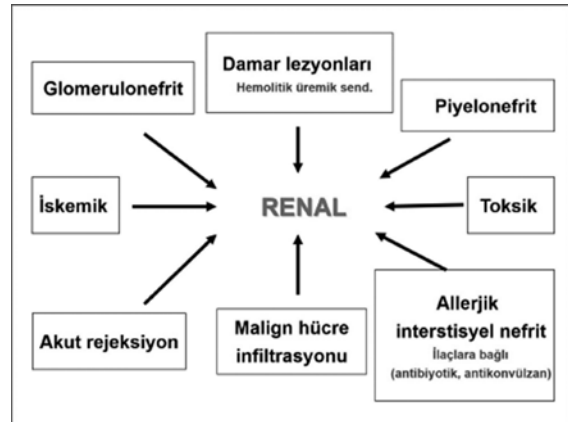 Damar lezyonları
Hemolitik üremik send.
Glomerulonefrit
Piyelonefrit
İskemik
RENAL
Toksik
Akut rejeksiyon
Malign hücre
infiltrasyonu
Allerjik
interstisyel nefrit
İlaçlara bağlı
(antibiyotik, antikonvülzan)